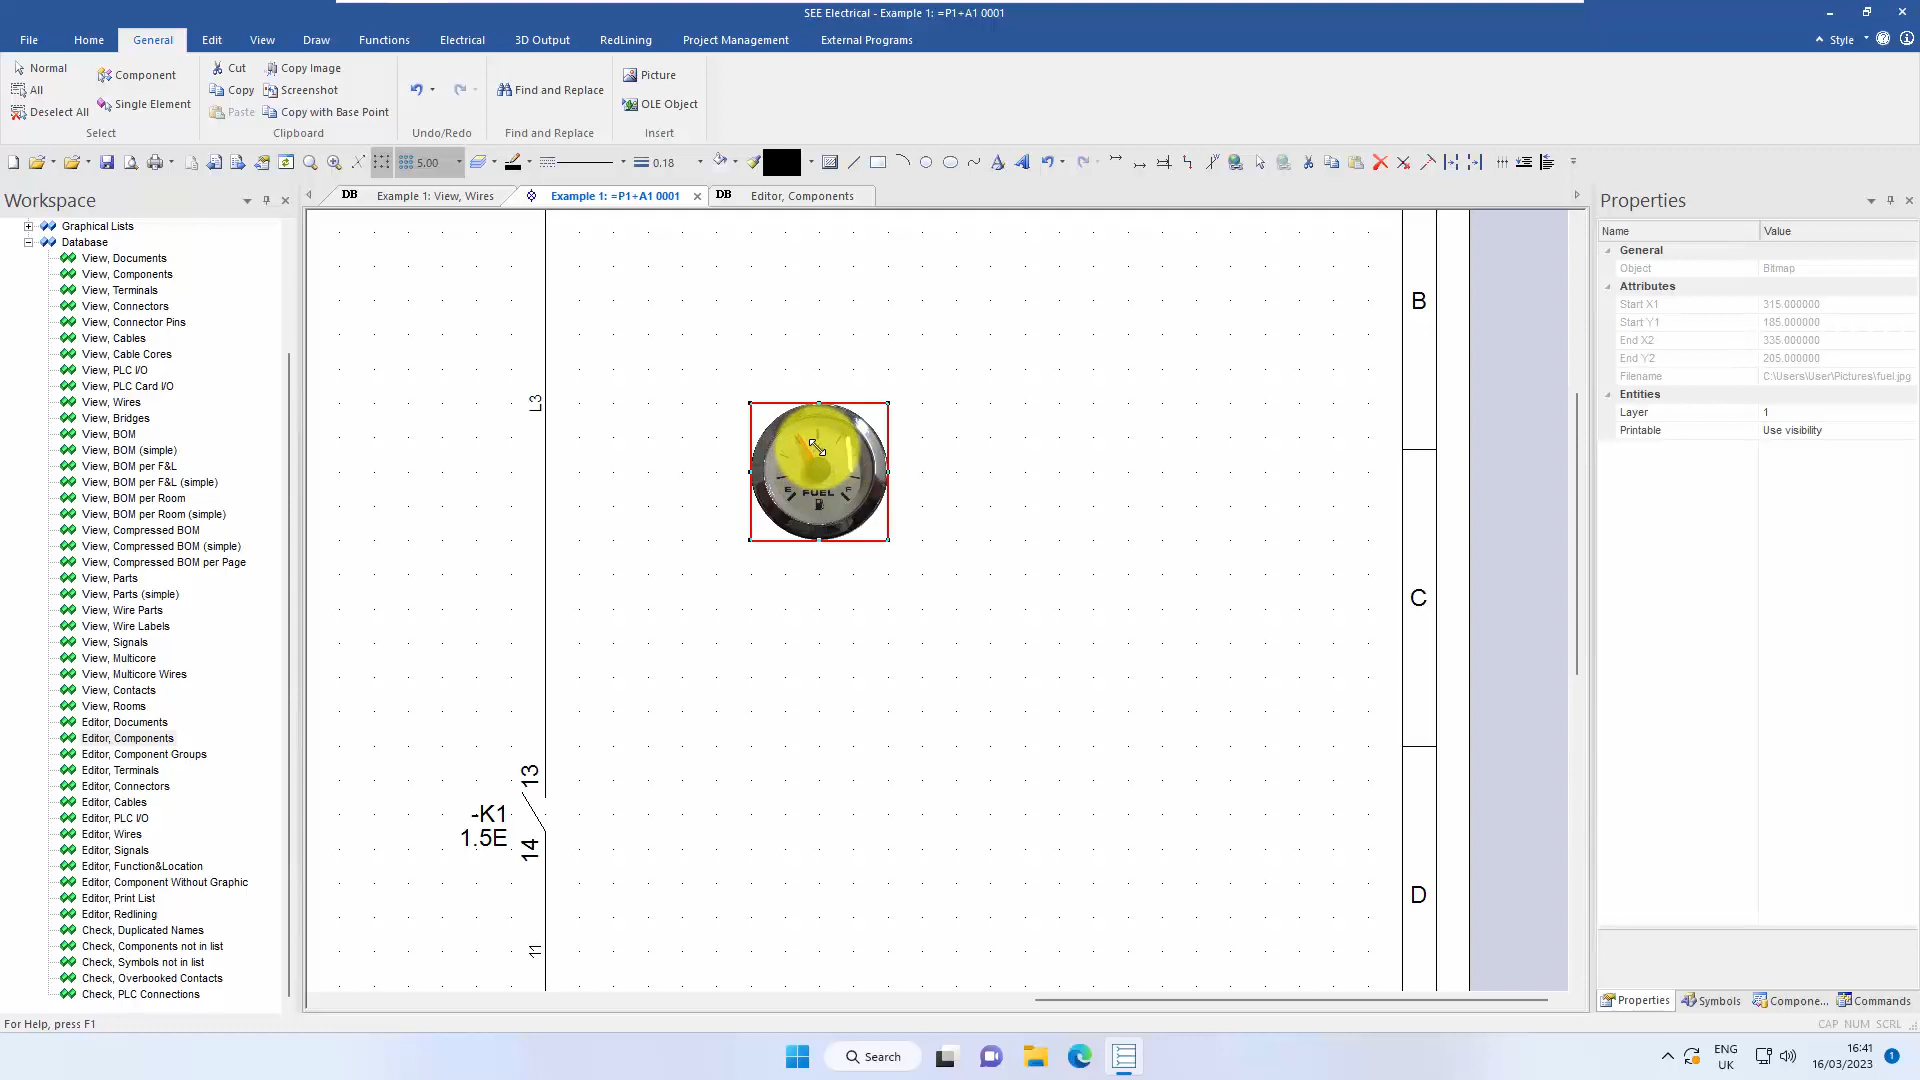 SEE Electrical - Example 1: =P1+A1 0001
File Home General Edit View Draw Functions Electrical 3D Output RedLining Project Management External Programs Style
Normal
All
Deselect All
Component
Single Element
Select
Cut
Copy
Paste
Copy Image
Screenshot
Copy with Base Point
Clipboard
Undo/Redo
Find and Replace
Find and Replace
Picture
OLE Object
Insert
5.00
0.18
Workspace
DB Example 1: View, Wires
Example 1: =P1+A1 0001
DB Editor, Components
Graphical Lists
Database
View, Documents
View, Components
View, Terminals
View, Connectors
View, Connector Pins
View, Cables
View, Cable Cores
View, PLC I/O
View, PLC Card I/O
View, Wires
View, Bridges
View, BOM
View, BOM (simple)
View, BOM per F&L
View, BOM per F&L (simple)
View, BOM per Room
View, BOM per Room (simple)
View, Compressed BOM
View, Compressed BOM (simple)
View, Compressed BOM per Page
View, Parts
View, Parts (simple)
View, Wire Parts
View, Wire Labels
View, Signals
View, Multicore
View, Multicore Wires
View, Contacts
View, Rooms
Editor, Documents
Editor, Components
Editor, Component Groups
Editor, Terminals
Editor, Connectors
Editor, Cables
Editor, PLC I/O
Editor, Wires
Editor, Signals
Editor, Function&Location
Editor, Component Without Graphic
Editor, Print List
Editor, Redlining
Check, Duplicated Names
Check, Components not in list
Check, Symbols not in list
Check, Overbooked Contacts
Check, PLC Connections
L3
E F
FUEL
13
-K1
1.5E
14
11
B
C
D
Properties
Name Value
General
Object Bitmap
Attributes
Start X1 315.000000
Start Y1 185.000000
End X2 335.000000
End Y2 205.000000
Filename C:\Users\User\Pictures\fuel.jpg
Entities
Layer 1
Printable Use visibility
Properties Symbols Compone... Commands
For Help, press F1
CAP NUM SCRL
Search
ENG
UK
16:41
16/03/2023
1